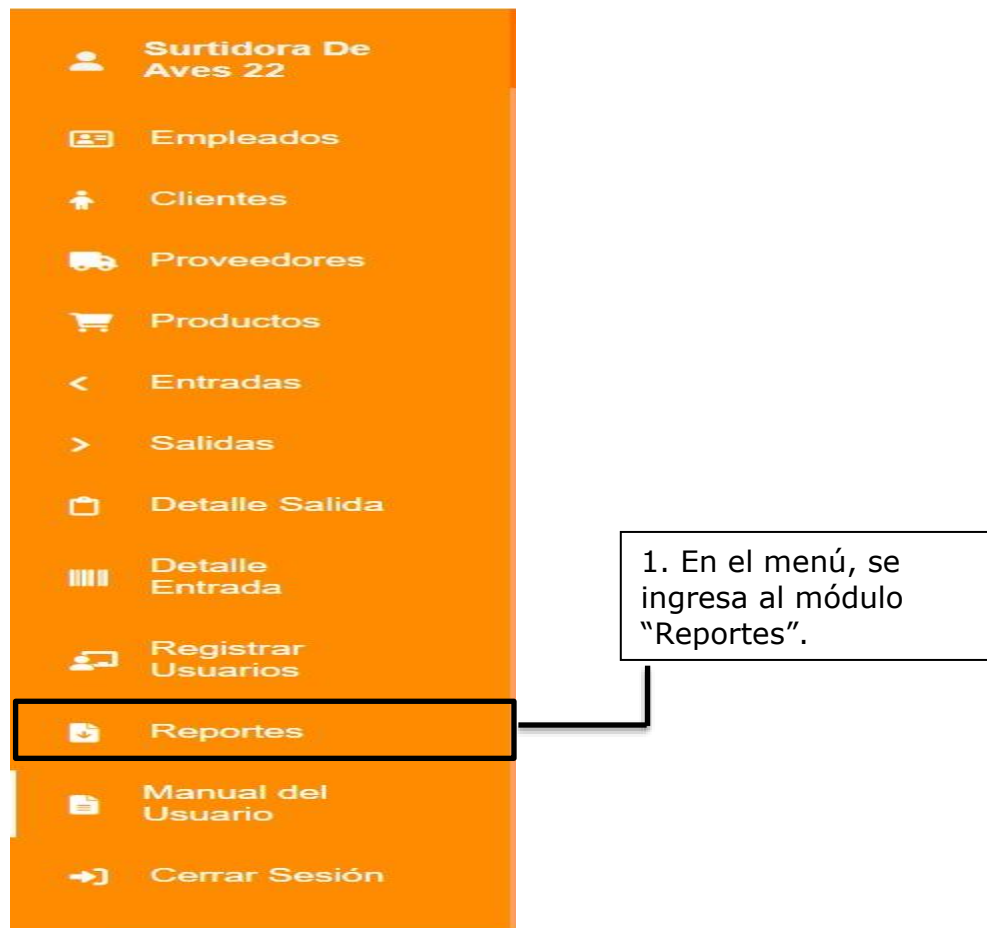 Surtidora De
Aves 22
Empleados
Clientes
Proveedores
Productos
Entradas
Salidas
Detalle Salida
Detalle
Entrada
Registrar
Usuarios
Reportes
Manual del
Usuario
Cerrar Sesión
1. En el menú, se
ingresa al módulo
“Reportes”.